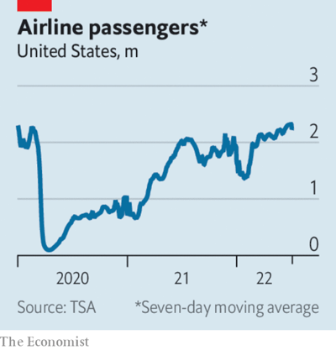 Airline passengers*
United States, m
3
2
1
0
2020 21 22
Source: TSA *Seven-day moving average
The Economist